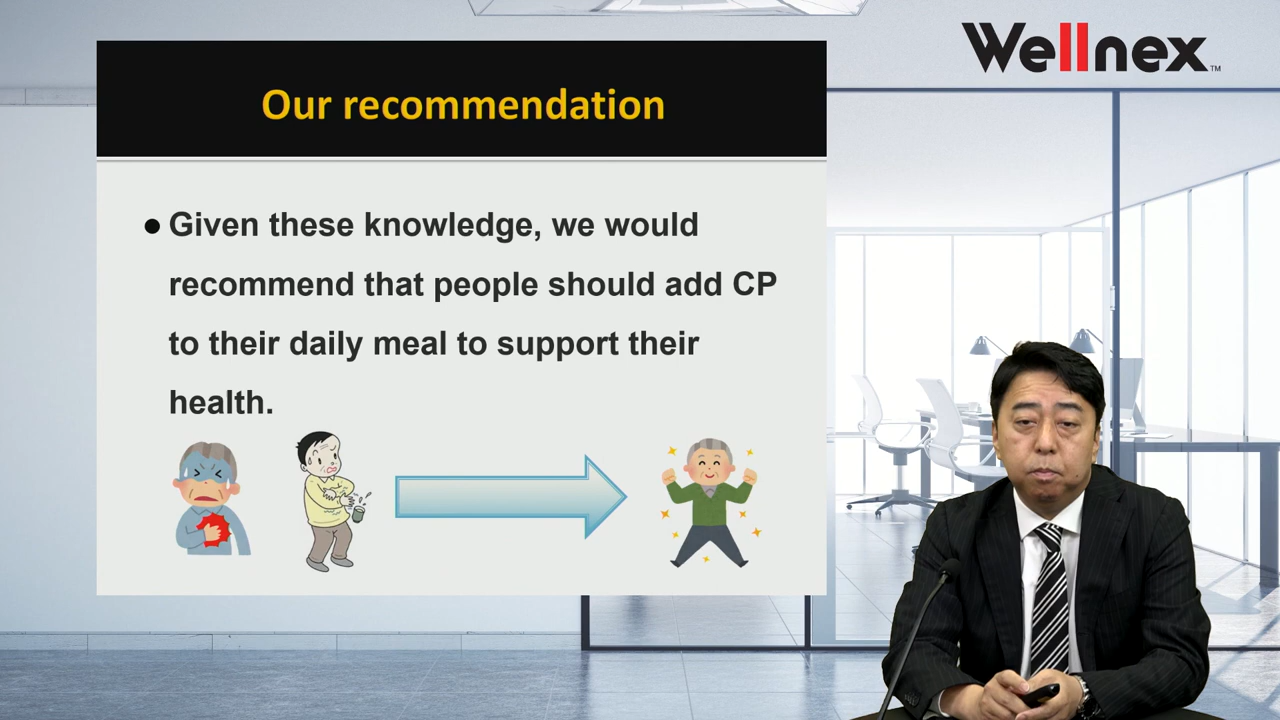 Wellnex™
Our recommendation
● Given these knowledge, we would
recommend that people should add CP
to their daily meal to support their
health.